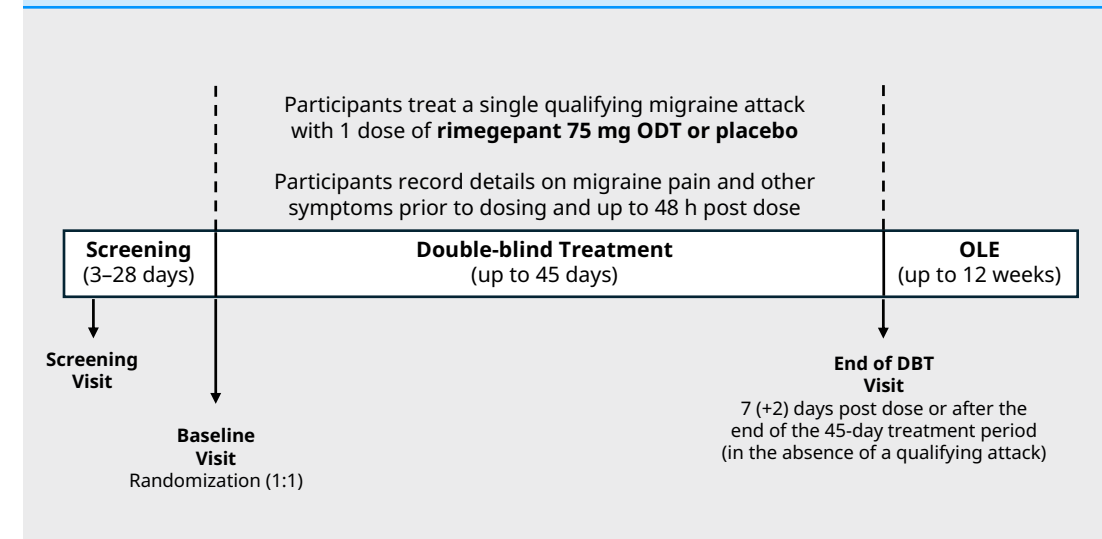 Participants treat a single qualifying migraine attack
with 1 dose of rimegepant 75 mg ODT or placebo
Participants record details on migraine pain and other
symptoms prior to dosing and up to 48 h post dose
Screening
(3–28 days)
Double-blind Treatment
(up to 45 days)
OLE
(up to 12 weeks)
Screening
Visit
Baseline
Visit
Randomization (1:1)
End of DBT
Visit
7 (+2) days post dose or after the
end of the 45-day treatment period
(in the absence of a qualifying attack)